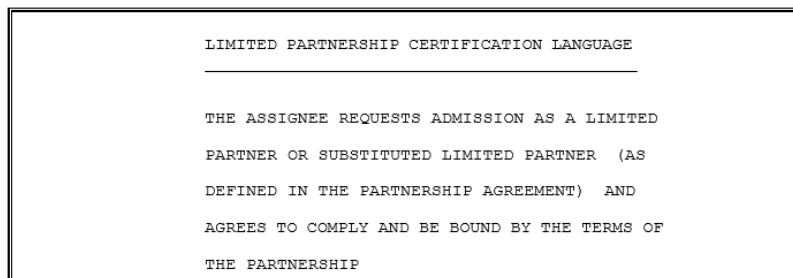 LIMITED PARTNERSHIP CERTIFICATION LANGUAGE
THE ASSIGNEE REQUESTS ADMISSION AS A LIMITED
PARTNER OR SUBSTITUTED LIMITED PARTNER (AS
DEFINED IN THE PARTNERSHIP AGREEMENT) AND
AGREES TO COMPLY AND BE BOUND BY THE TERMS OF
THE PARTNERSHIP